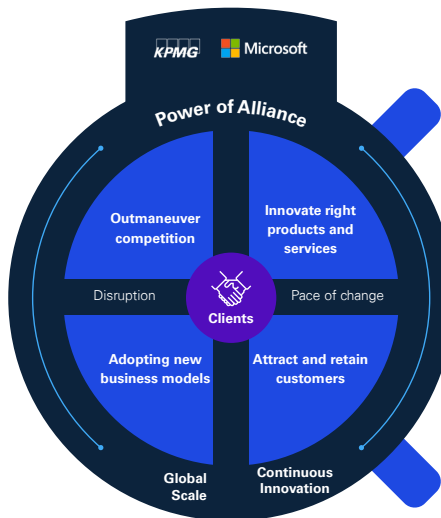 KPMG Microsoft
Power of Alliance
Outmaneuver
competition
Innovate right
products and
services
Disruption
Pace of change
Clients
Adopting new
business models
Attract and retain
customers
Global
Scale
Continuous
Innovation